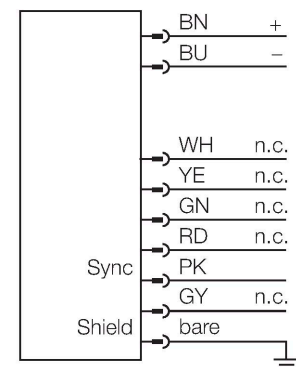 BN +
BU –
WH n.c.
YE n.c.
GN n.c.
RD n.c.
Sync PK
GY n.c.
Shield bare